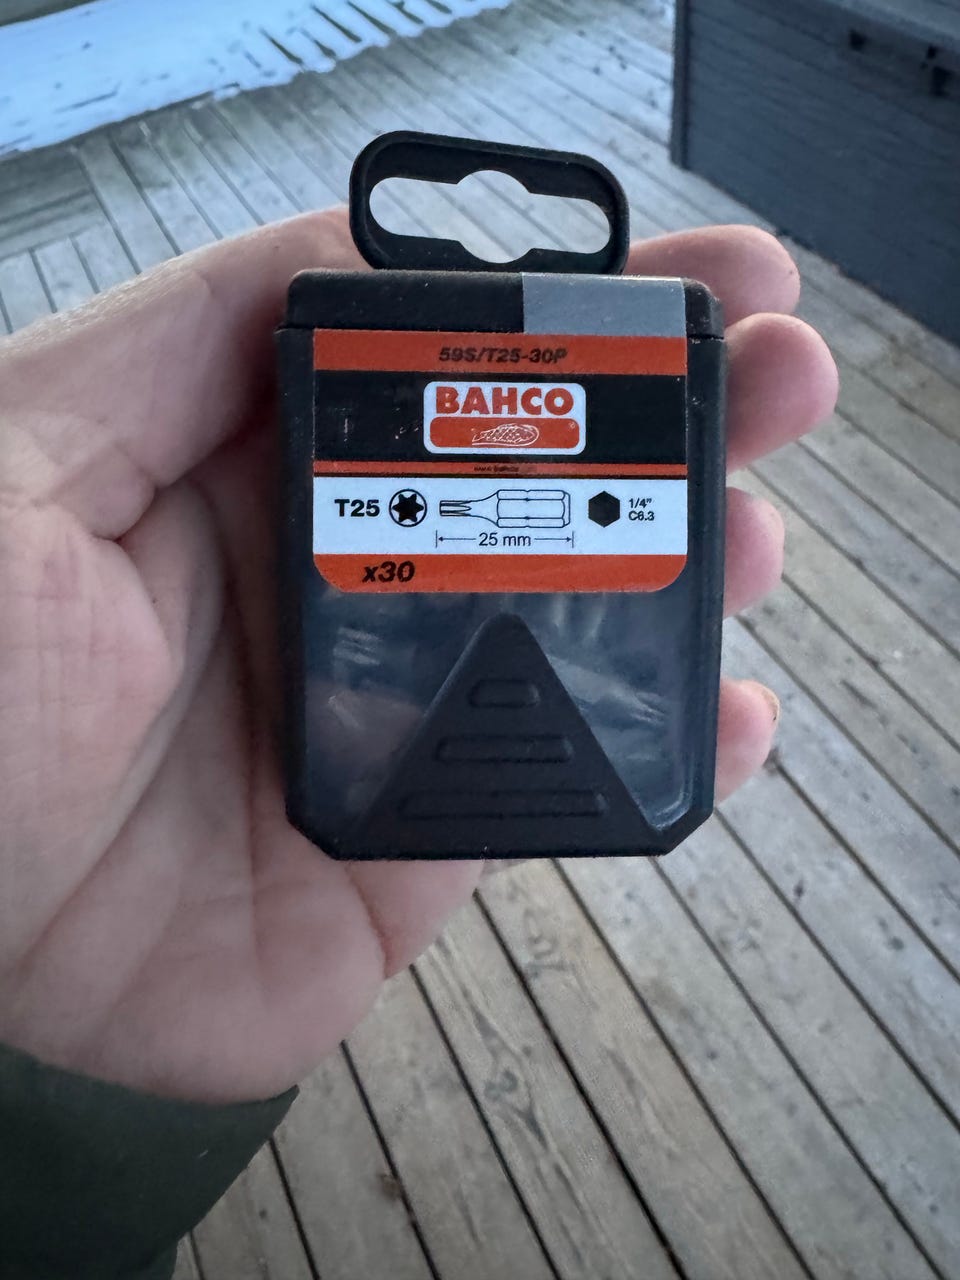 59S/T25-30P
BAHCO
®
T25
1/4"
C6.3
25 mm
x30